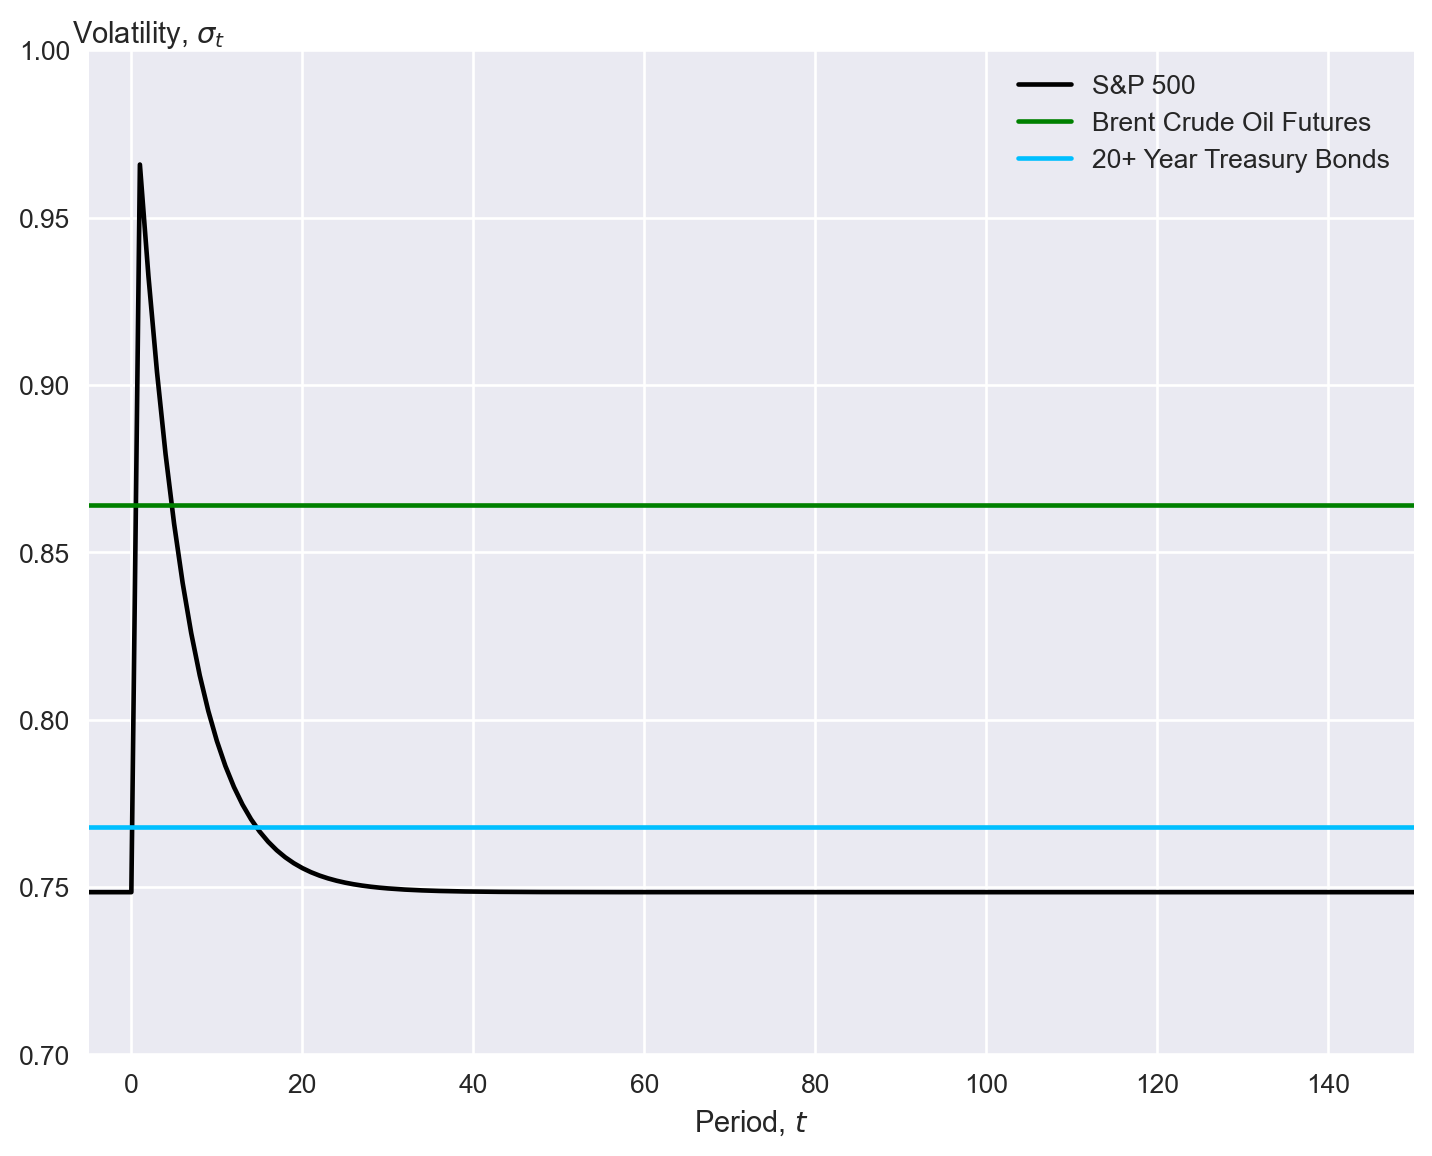 Volatility, σt
1.00
0.95
0.90
0.85
0.80
0.75
0.70
S&P 500
Brent Crude Oil Futures
20+ Year Treasury Bonds
0 20 40 60 80 100 120 140
Period, t